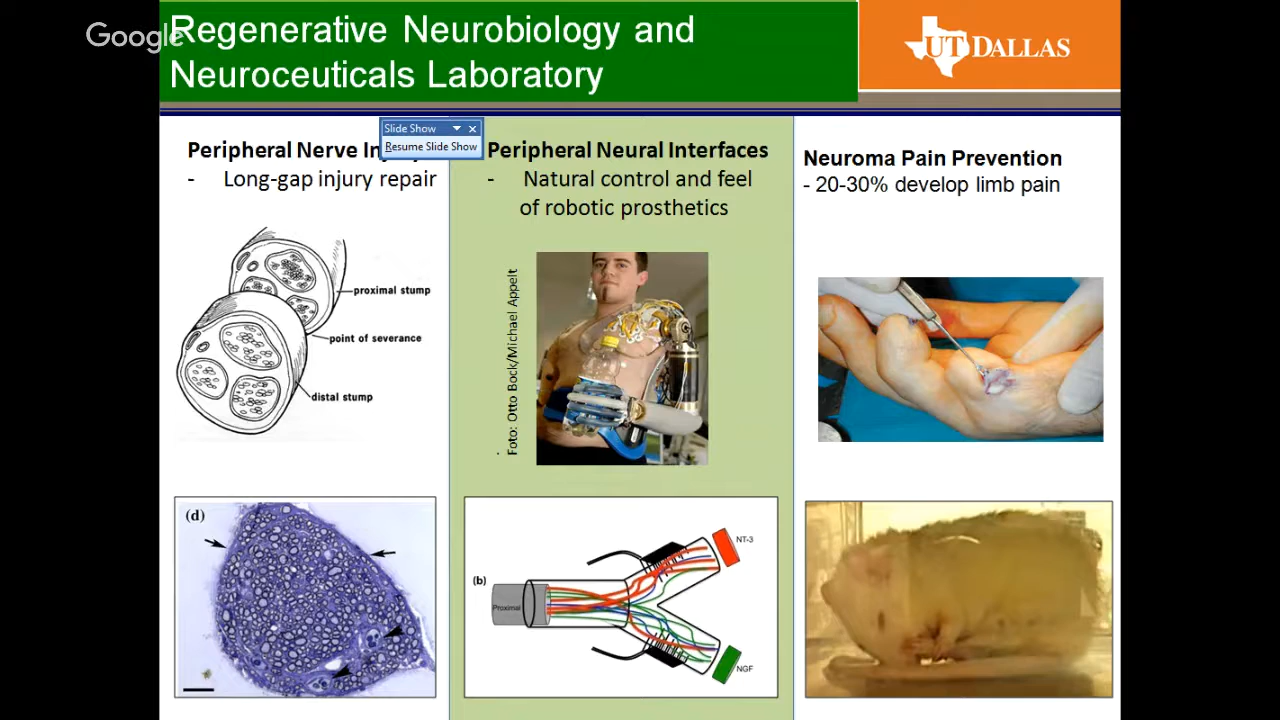 Google
Regenerative Neurobiology and
Neuroceuticals Laboratory
UT DALLAS
Slide Show
Resume Slide Show
Peripheral Nerve
- Long-gap injury repair
proximal stump
point of severance
distal stump
(d)
Peripheral Neural Interfaces
- Natural control and feel
of robotic prosthetics
Foto: Otto Bock/Michael Appelt
(b)
Proximal
NT-3
NGF
Neuroma Pain Prevention
- 20-30% develop limb pain